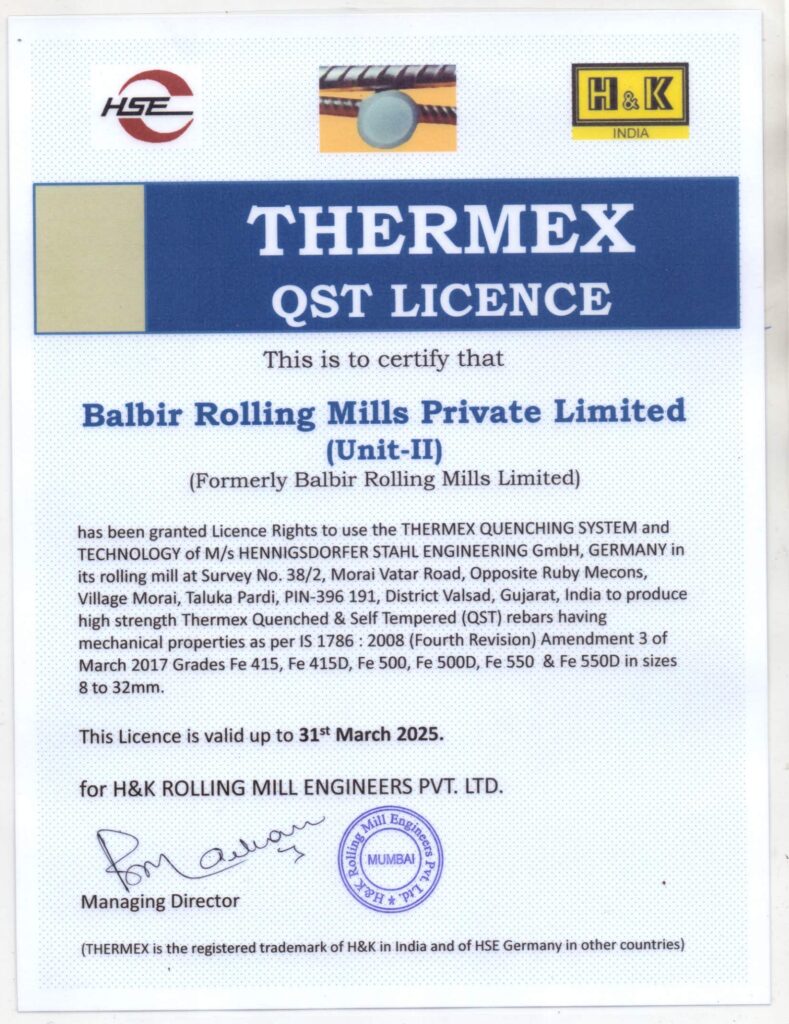 HSE
H & K
INDIA
THERMEX
QST LICENCE
This is to certify that
Balbir Rolling Mills Private Limited
(Unit-II)
(Formerly Balbir Rolling Mills Limited)
has been granted Licence Rights to use the THERMEX QUENCHING SYSTEM and
TECHNOLOGY of M/s HENNIGSDORFER STAHL ENGINEERING GmbH, GERMANY in
its rolling mill at Survey No. 38/2, Morai Vatar Road, Opposite Ruby Mecons,
Village Morai, Taluka Pardi, PIN-396 191, District Valsad, Gujarat, India to produce
high strength Thermex Quenched & Self Tempered (QST) rebars having
mechanical properties as per IS 1786 : 2008 (Fourth Revision) Amendment 3 of
March 2017 Grades Fe 415, Fe 415D, Fe 500, Fe 500D, Fe 550 & Fe 550D in sizes
8 to 32mm.
This Licence is valid up to 31st March 2025.
for H&K ROLLING MILL ENGINEERS PVT. LTD.
H&K Rolling Mill Engineers Pvt. Ltd.
MUMBAI
Managing Director
(THERMEX is the registered trademark of H&K in India and of HSE Germany in other countries)